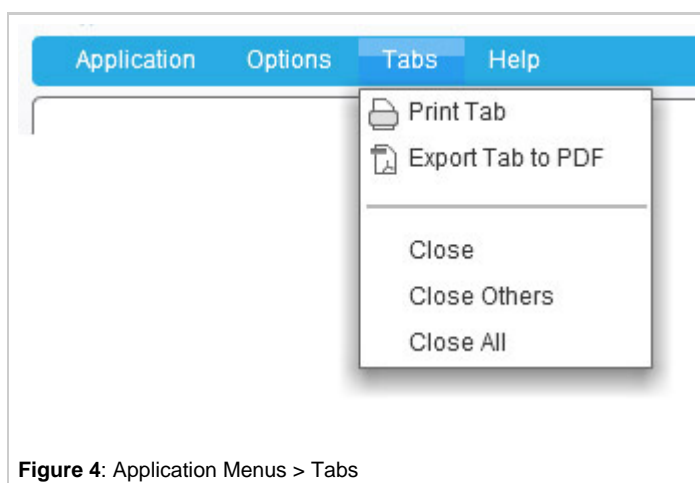 Application Options Tabs Help
Print Tab
Export Tab to PDF
Close
Close Others
Close All
Figure 4: Application Menus > Tabs